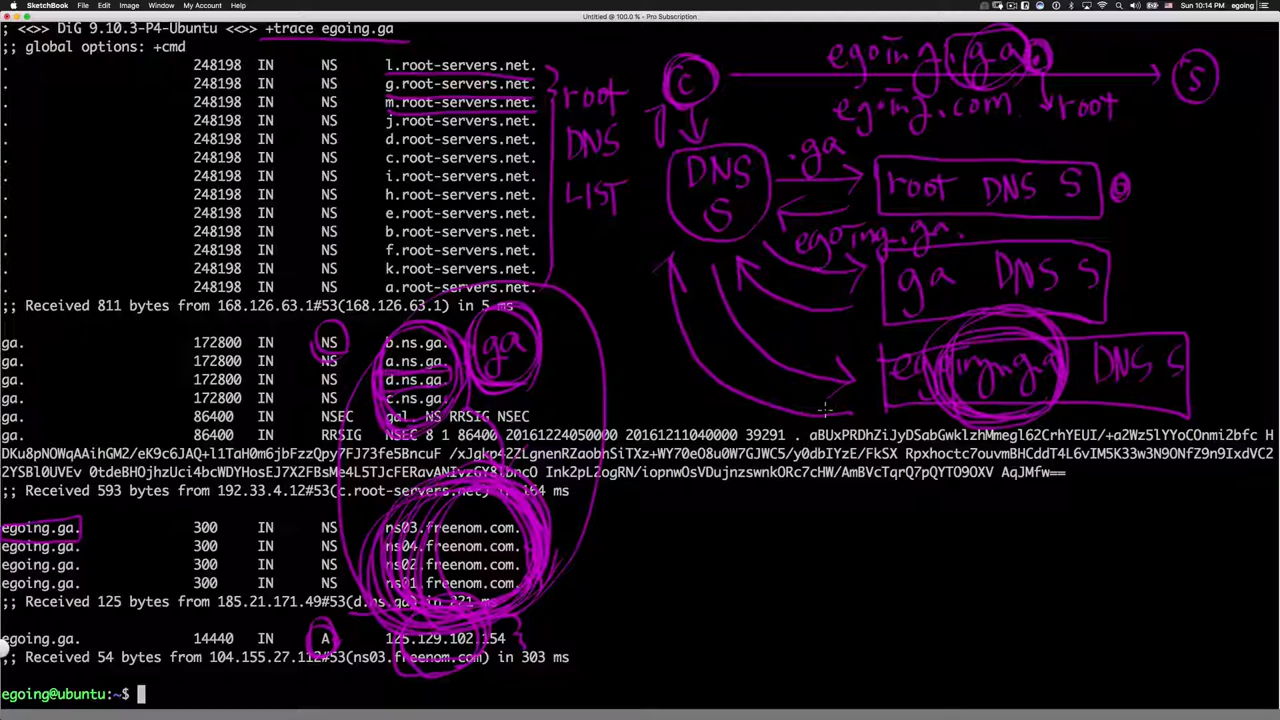 SketchBook File Edit Image Window My Account Help
Sun 10:14 PM egoing
Untitled @ 100.0 % - Pro Subscription
; <<>> DiG 9.10.3-P4-Ubuntu <<>> +trace egoing.ga
;; global options: +cmd
. 248198 IN NS l.root-servers.net.
. 248198 IN NS g.root-servers.net.
. 248198 IN NS m.root-servers.net.
. 248198 IN NS j.root-servers.net.
. 248198 IN NS d.root-servers.net.
. 248198 IN NS c.root-servers.net.
. 248198 IN NS i.root-servers.net.
. 248198 IN NS h.root-servers.net.
. 248198 IN NS e.root-servers.net.
. 248198 IN NS b.root-servers.net.
. 248198 IN NS f.root-servers.net.
. 248198 IN NS k.root-servers.net.
. 248198 IN NS a.root-servers.net.
;; Received 811 bytes from 168.126.63.1#53(168.126.63.1) in 5 ms
ga. 172800 IN NS b.ns.ga.
ga. 172800 IN NS a.ns.ga.
ga. 172800 IN NS d.ns.ga.
ga. 172800 IN NS c.ns.ga.
ga. 86400 IN NSEC gal. NS RRSIG NSEC
ga. 86400 IN RRSIG NSEC 8 1 86400 20161224050000 20161211040000 39291 .
;; Received 593 bytes from 192.33.4.12#53(c.root-servers.net) in 164 ms
egoing.ga. 300 IN NS ns03.freenom.com.
egoing.ga. 300 IN NS ns04.freenom.com.
egoing.ga. 300 IN NS ns02.freenom.com.
egoing.ga. 300 IN NS ns01.freenom.com.
;; Received 125 bytes from 185.21.171.49#53(d.ns.ga) in 221 ms
egoing.ga. 14440 IN A 125.129.102.154
;; Received 54 bytes from 104.155.27.112#53(ns03.freenom.com) in 303 ms
egoing@ubuntu:~$
root
DNS
LIST
ga
C
egoing.ga.
S
egoing.com
root
DNS
S
.ga
root DNS S
egoing.ga.
ga DNS S
egoing.ga DNS S